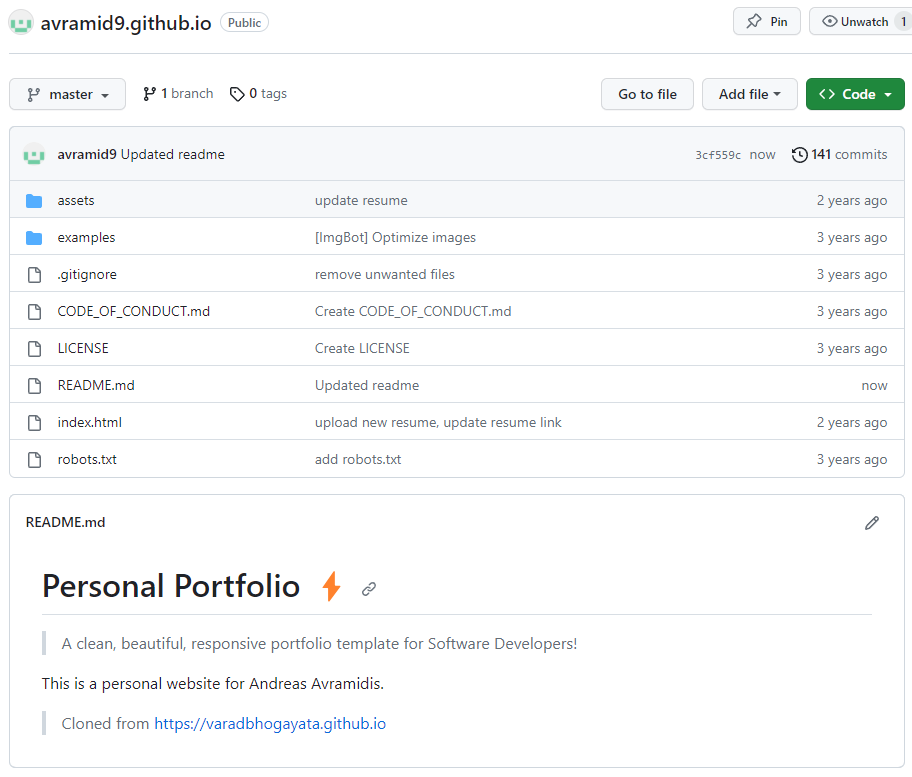 avramid9.github.io Public Pin Unwatch 1
master 1 branch 0 tags Go to file Add file Code
avramid9 Updated readme 3cf559c now 141 commits
assets update resume 2 years ago
examples [ImgBot] Optimize images 3 years ago
.gitignore remove unwanted files 3 years ago
CODE_OF_CONDUCT.md Create CODE_OF_CONDUCT.md 3 years ago
LICENSE Create LICENSE 3 years ago
README.md Updated readme now
index.html upload new resume, update resume link 2 years ago
robots.txt add robots.txt 3 years ago
README.md
Personal Portfolio
A clean, beautiful, responsive portfolio template for Software Developers!
This is a personal website for Andreas Avramidis.
Cloned from https://varadbhogayata.github.io